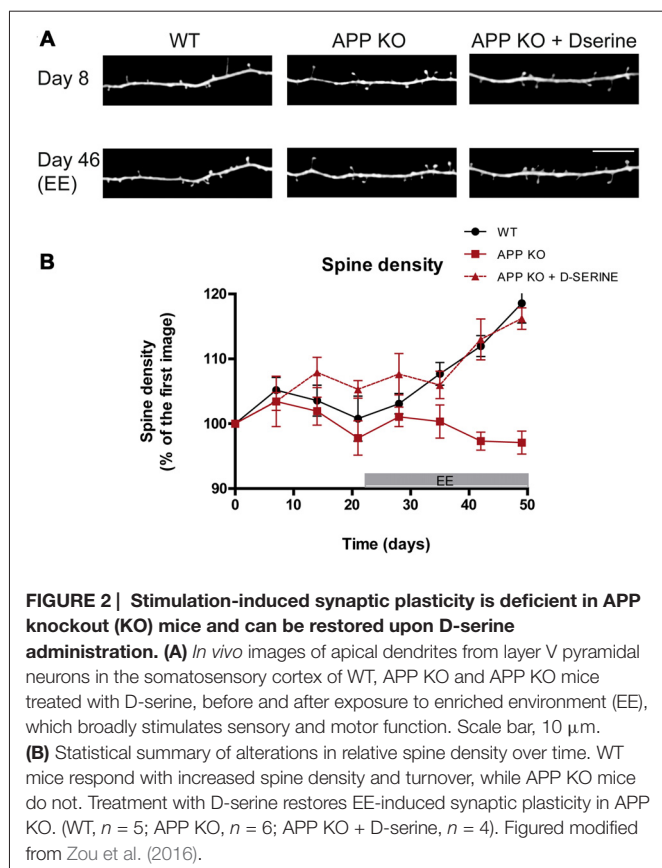 A
WT
APP KO
APP KO + Dserine
Day 8
Day 46
(EE)
B
Spine density
WT
APP KO
APP KO + D-SERINE
Spine density
(% of the first image)
120
110
100
90
EE
0
10
20
30
40
50
Time (days)
FIGURE 2 | Stimulation-induced synaptic plasticity is deficient in APP
knockout (KO) mice and can be restored upon D-serine
administration. (A) In vivo images of apical dendrites from layer V pyramidal
neurons in the somatosensory cortex of WT, APP KO and APP KO mice
treated with D-serine, before and after exposure to enriched environment (EE),
which broadly stimulates sensory and motor function. Scale bar, 10 μm.
(B) Statistical summary of alterations in relative spine density over time. WT
mice respond with increased spine density and turnover, while APP KO mice
do not. Treatment with D-serine restores EE-induced synaptic plasticity in APP
KO. (WT, n = 5; APP KO, n = 6; APP KO + D-serine, n = 4). Figured modified
from Zou et al. (2016).